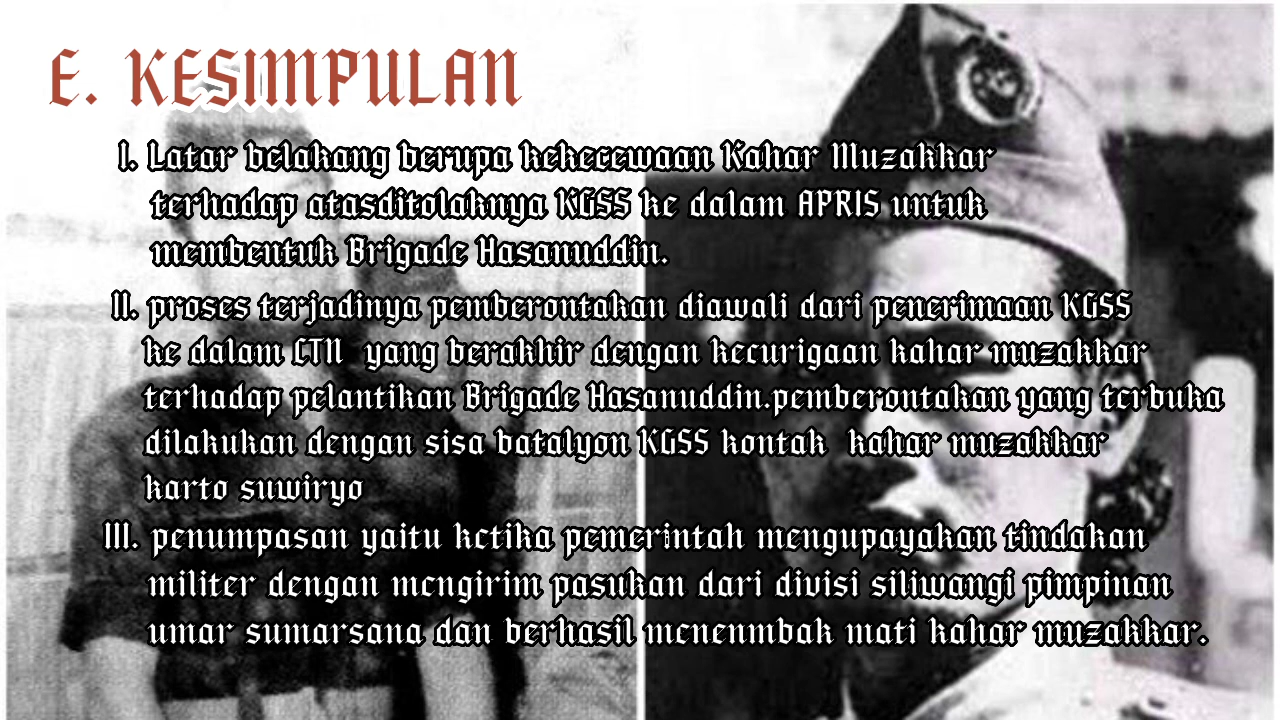 E. KESIMPULAN
I. Latar belakang berupa kekecewaan Kahar Muzakkar
terhadap atasditolaknya KGSS ke dalam APRIS untuk
membentuk Brigade Hasanuddin.
II. proses terjadinya pemberontakan diawali dari penerimaan KGSS
ke dalam CTN yang berakhir dengan kecurigaan kahar muzakkar
terhadap pelantikan Brigade Hasanuddin.pemberontakan yang terbuka
dilakukan dengan sisa batalyon KGSS kontak kahar muzakkar
karto suwiryo
III. penumpasan yaitu ketika pemerintah mengupayakan tindakan
militer dengan mengirim pasukan dari divisi siliwangi pimpinan
umar sumarsana dan berhasil menenmbak mati kahar muzakkar.